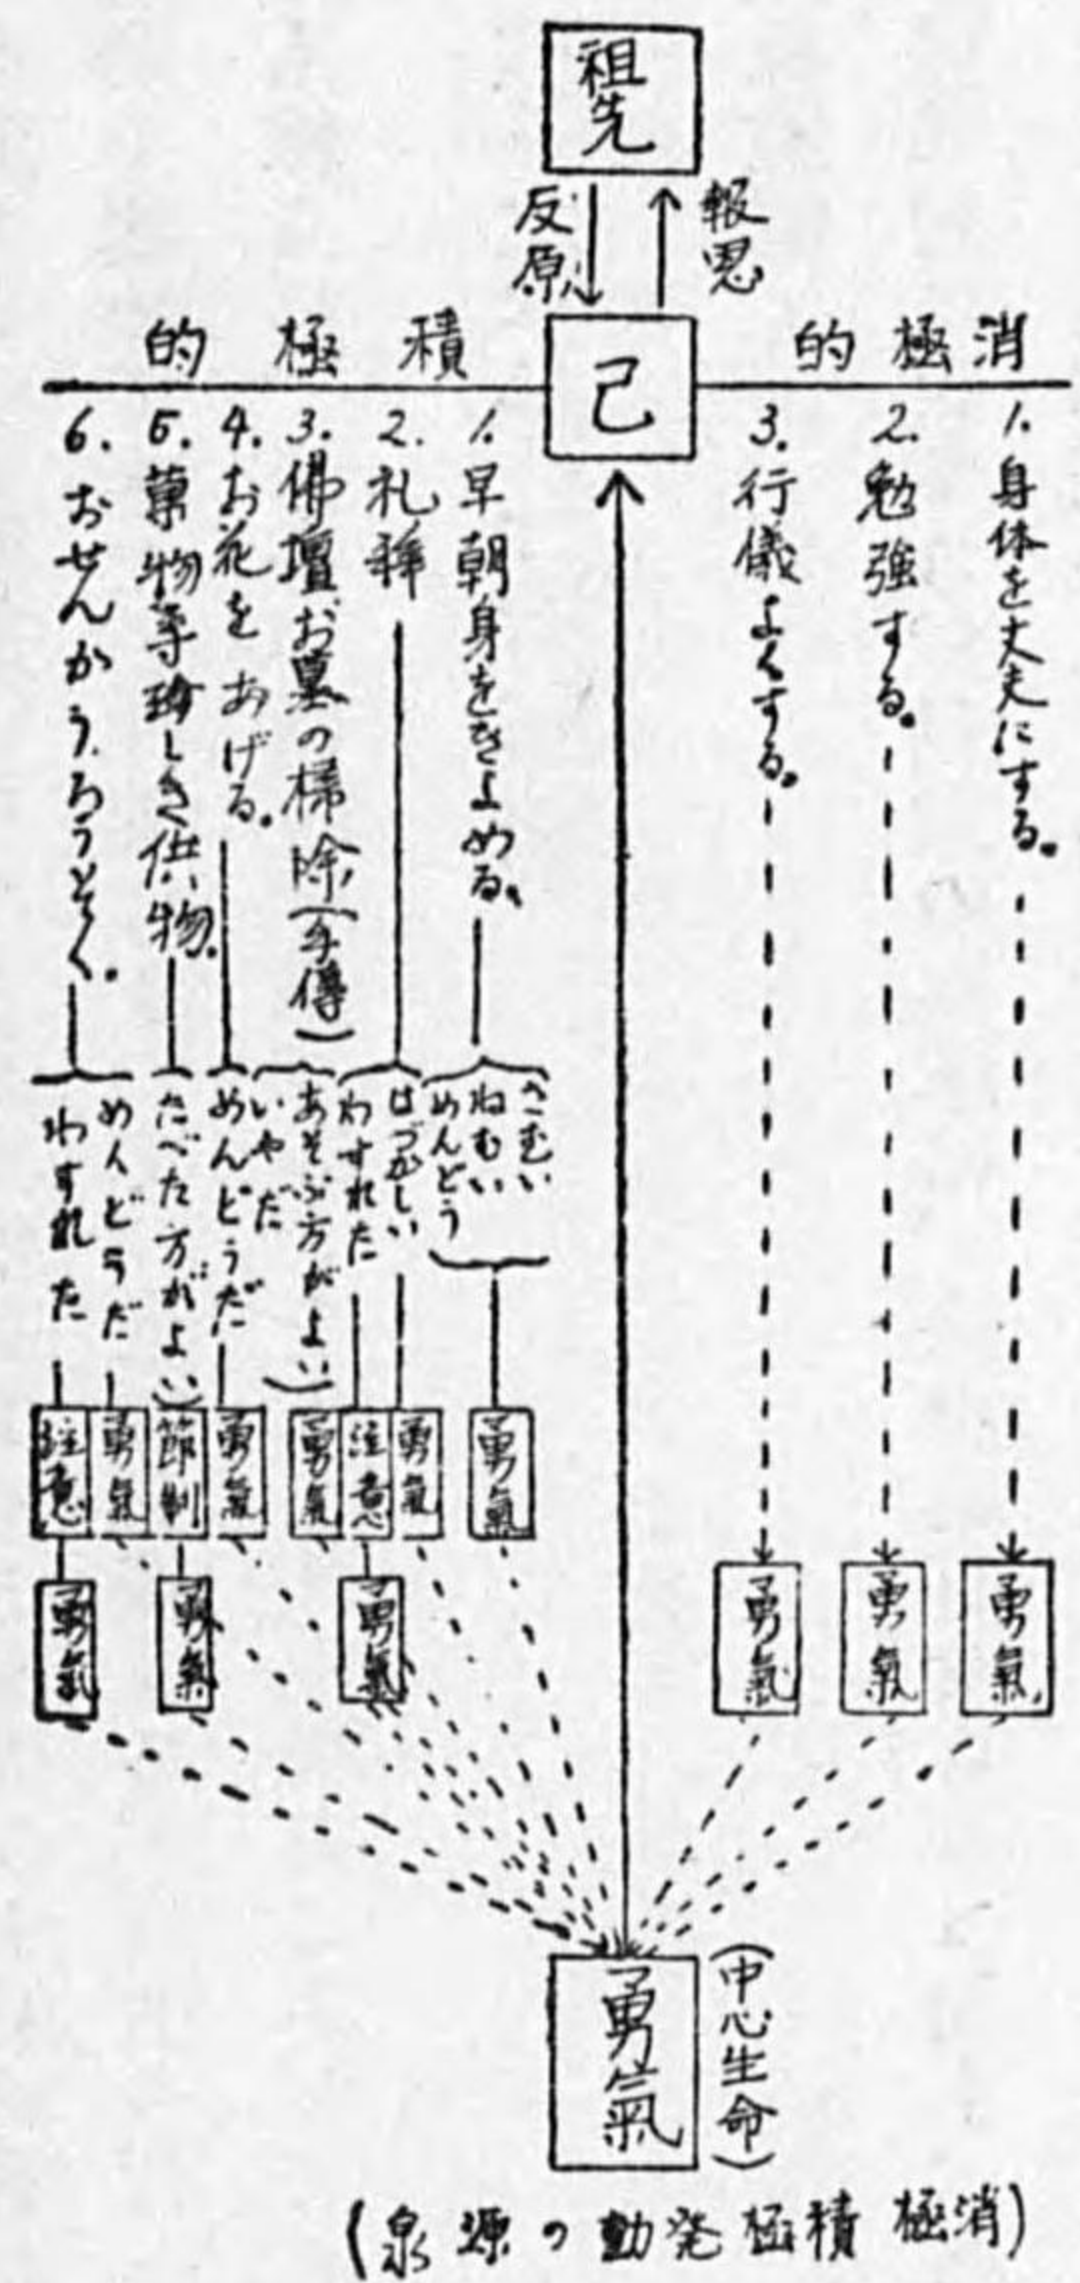 祖先
報恩
反原
己
消極的
1. 身体を丈夫にする。
2. 勉強する。
3. 行儀よくする。
積極的
1. 早朝身をきよめる。
2. 礼拝
3. 佛壇お墓の掃除(手傳)
4. お花をあげる。
5. 菓物等珍しき供物。
6. おせんかう、ろうそく。
さむい
ねむい
めんどう
はづかしい
わすれた
あそぶ方がよい
いやだ
めんどうだ
たべた方がよい
めんどうだ
わすれた
勇氣
勇氣
勇氣
勇氣
勇氣
注意
勇氣
勇氣
節制
勇氣
注意
勇氣
勇氣
勇氣
勇氣
(中心生命)
(消極積極発動の源泉)